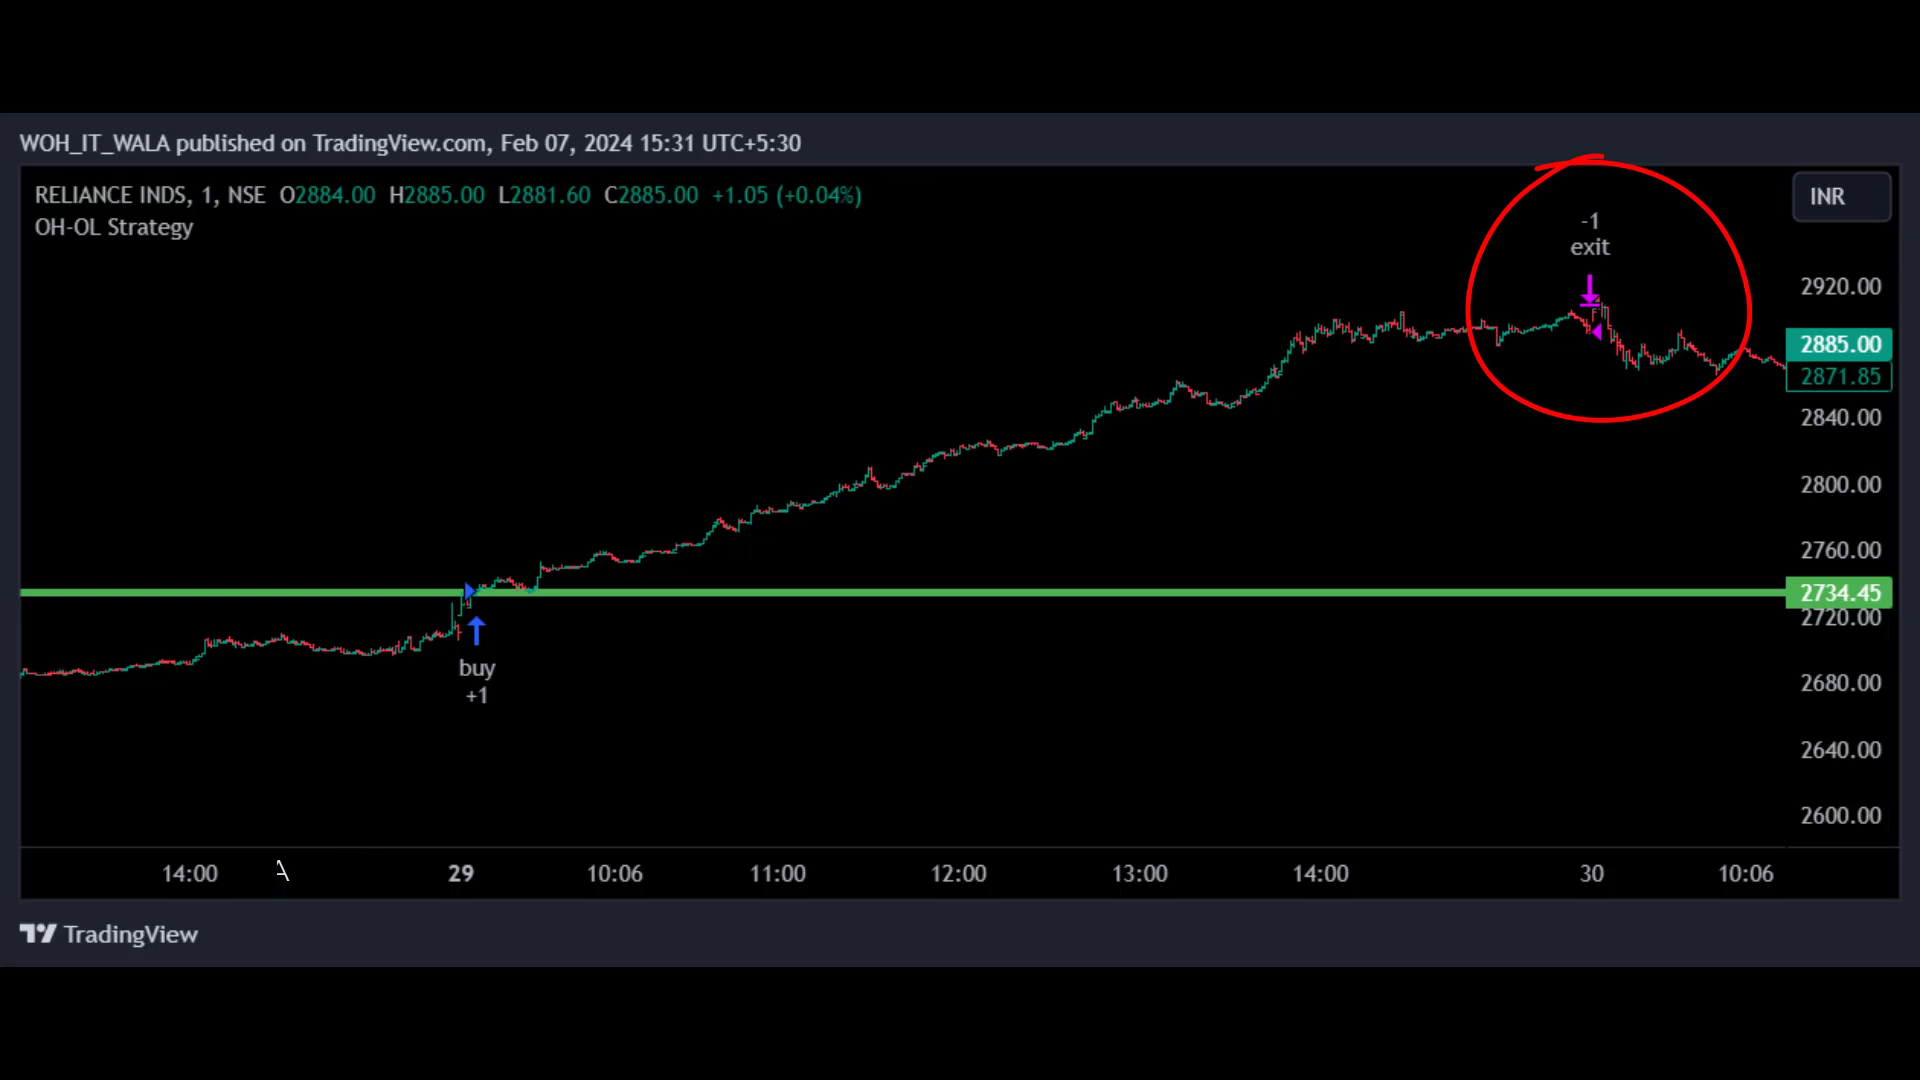 WOH_IT_WALA published on TradingView.com, Feb 07, 2024 15:31 UTC+5:30
RELIANCE INDS, 1, NSE O2884.00 H2885.00 L2881.60 C2885.00 +1.05 (+0.04%)
OH-OL Strategy
INR
-1
exit
2920.00
2885.00
2871.85
2840.00
2800.00
2760.00
2734.45
2720.00
buy
+1
2680.00
2640.00
2600.00
14:00 A 29 10:06 11:00 12:00 13:00 14:00 30 10:06
TradingView